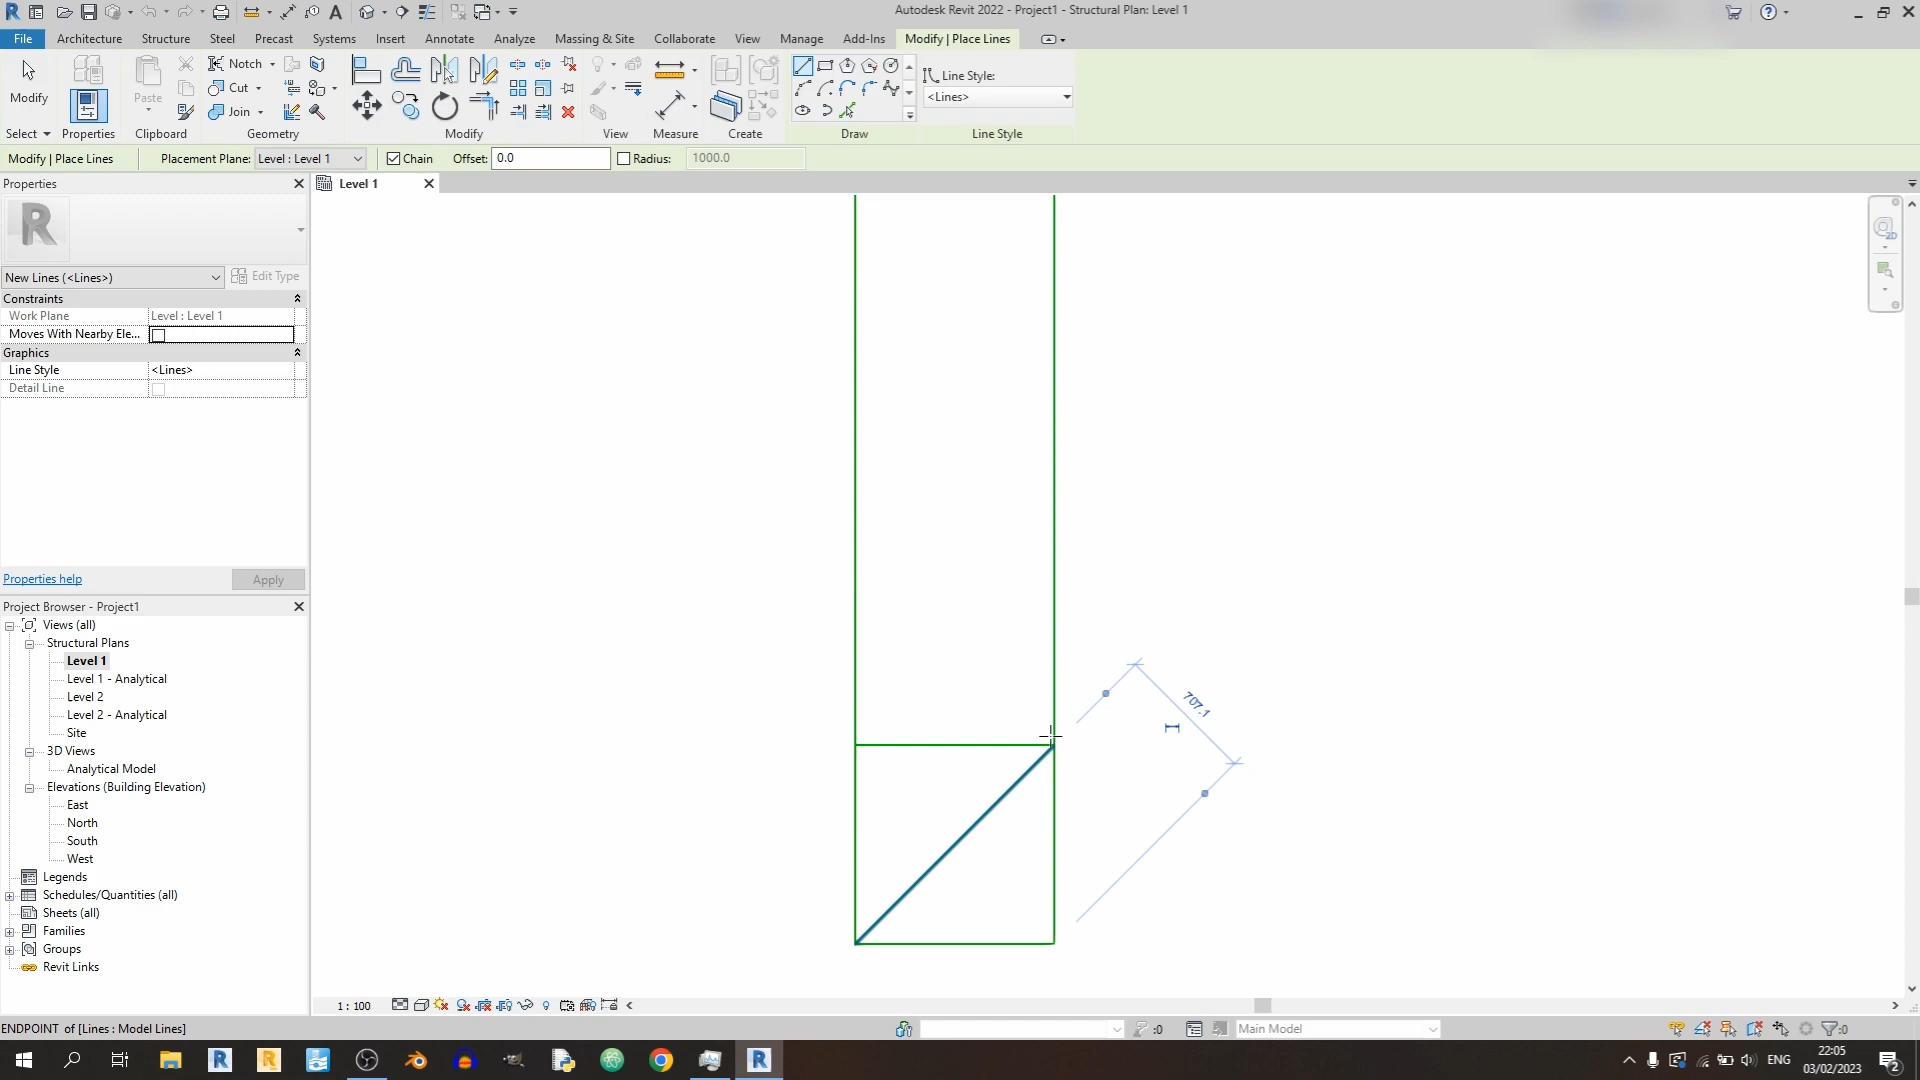 Autodesk Revit 2022 - Project1 - Structural Plan: Level 1
File Architecture Structure Steel Precast Systems Insert Annotate Analyze Massing & Site Collaborate View Manage Add-Ins Modify | Place Lines
Modify Paste Notch Cut Join Line Style: <Lines>
Select Properties Clipboard Geometry Modify View Measure Create Draw Line Style
Modify | Place Lines Placement Plane: Level : Level 1 Chain Offset: 0.0 Radius: 1000.0
Properties
Level 1
New Lines (<Lines>) Edit Type
Constraints
Work Plane Level : Level 1
Moves With Nearby Ele...
Graphics
Line Style <Lines>
Detail Line
Properties help Apply
Project Browser - Project1
Views (all)
Structural Plans
Level 1
Level 1 - Analytical
Level 2
Level 2 - Analytical
Site
3D Views
Analytical Model
Elevations (Building Elevation)
East
North
South
West
Legends
Schedules/Quantities (all)
Sheets (all)
Families
Groups
Revit Links
707.1
2D
1 : 100
ENDPOINT of [Lines : Model Lines] :0 Main Model :0
ENG 22:05
03/02/2023 2